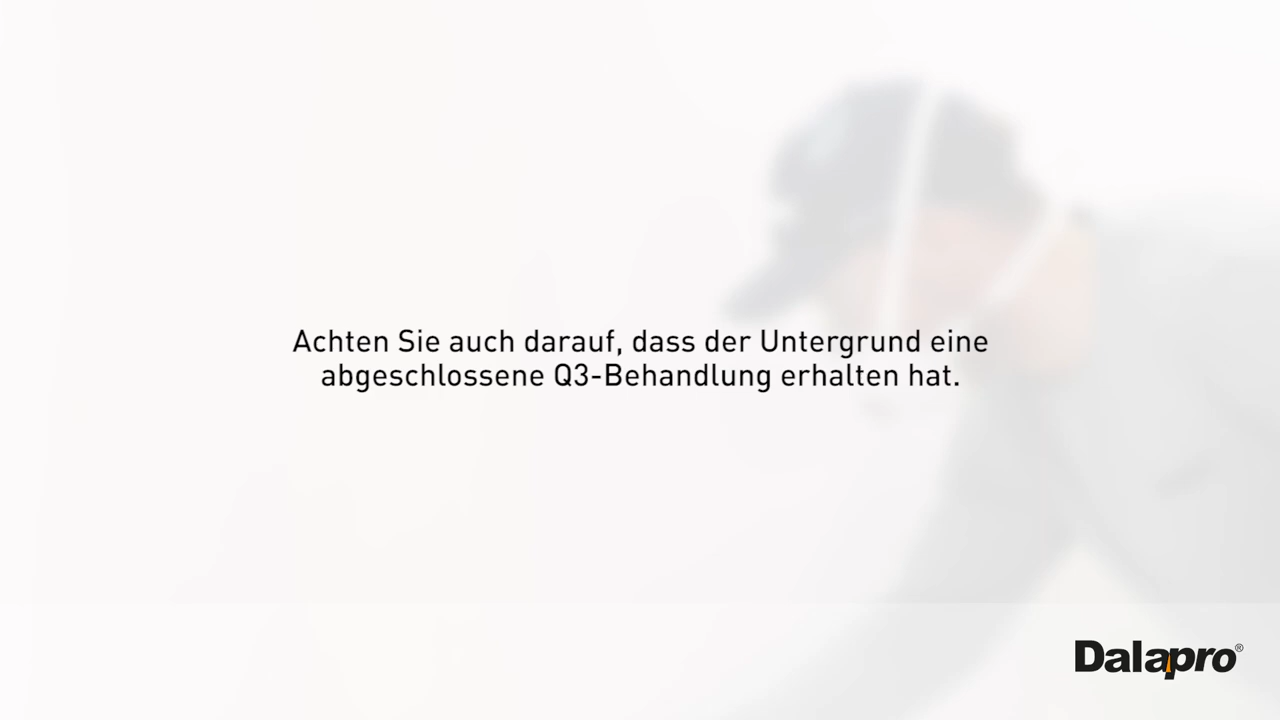 Achten Sie auch darauf, dass der Untergrund eine
abgeschlossene Q3-Behandlung erhalten hat.
Dalapro®